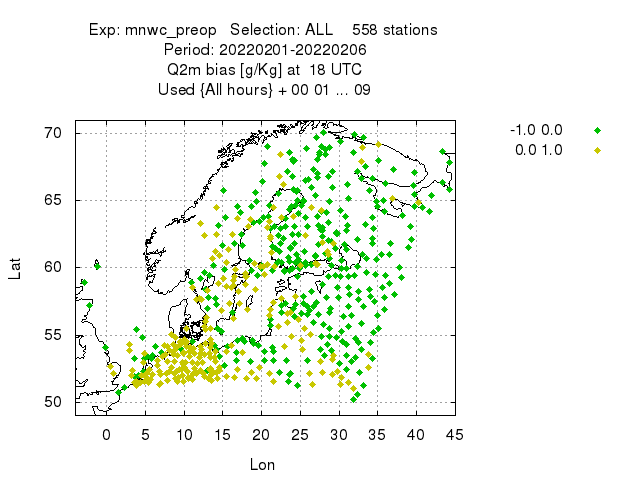 Exp: mnwc_preop   Selection: ALL    558 stations
Period: 20220201-20220206
Q2m bias [g/Kg] at  18 UTC
Used {All hours} + 00 01 ... 09
-1.0 0.0
0.0 1.0
70
65
60
55
50
Lat
0 5 10 15 20 25 30 35 40 45
Lon